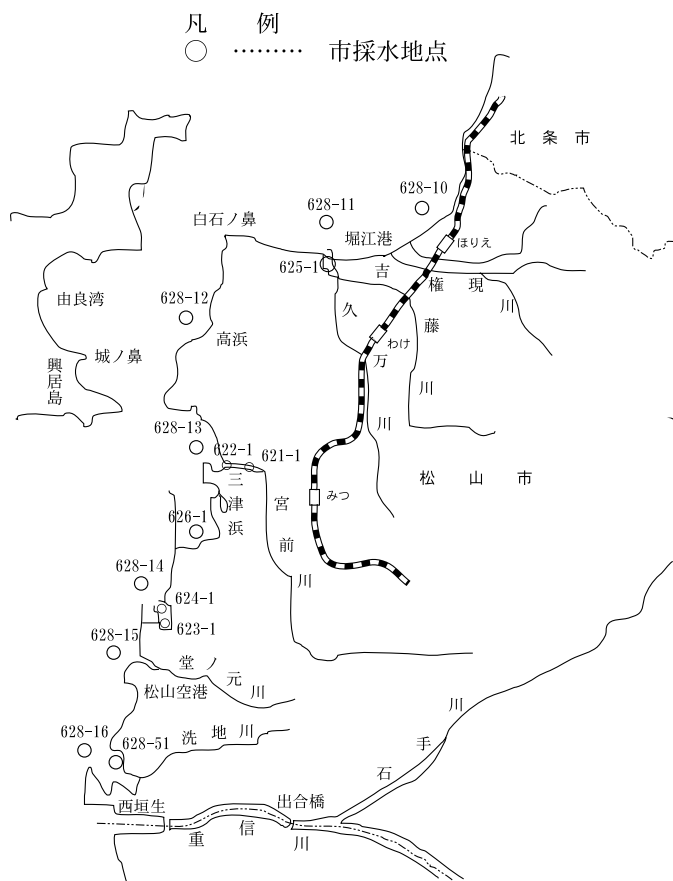 凡 例
○ ……… 市採水地点
北条市
628-10
628-11
白石ノ鼻
堀江港
ほりえ
625-1
吉
権現川
由良湾
628-12
久万川
藤川
高浜
わけ
城ノ鼻
興居島
628-13
622-1
621-1
三津浜
松山市
みつ
宮前川
626-1
628-14
624-1
623-1
628-15
堂ノ元川
松山空港
628-16
628-51
洗地川
石手川
西垣生
出合橋
重信川